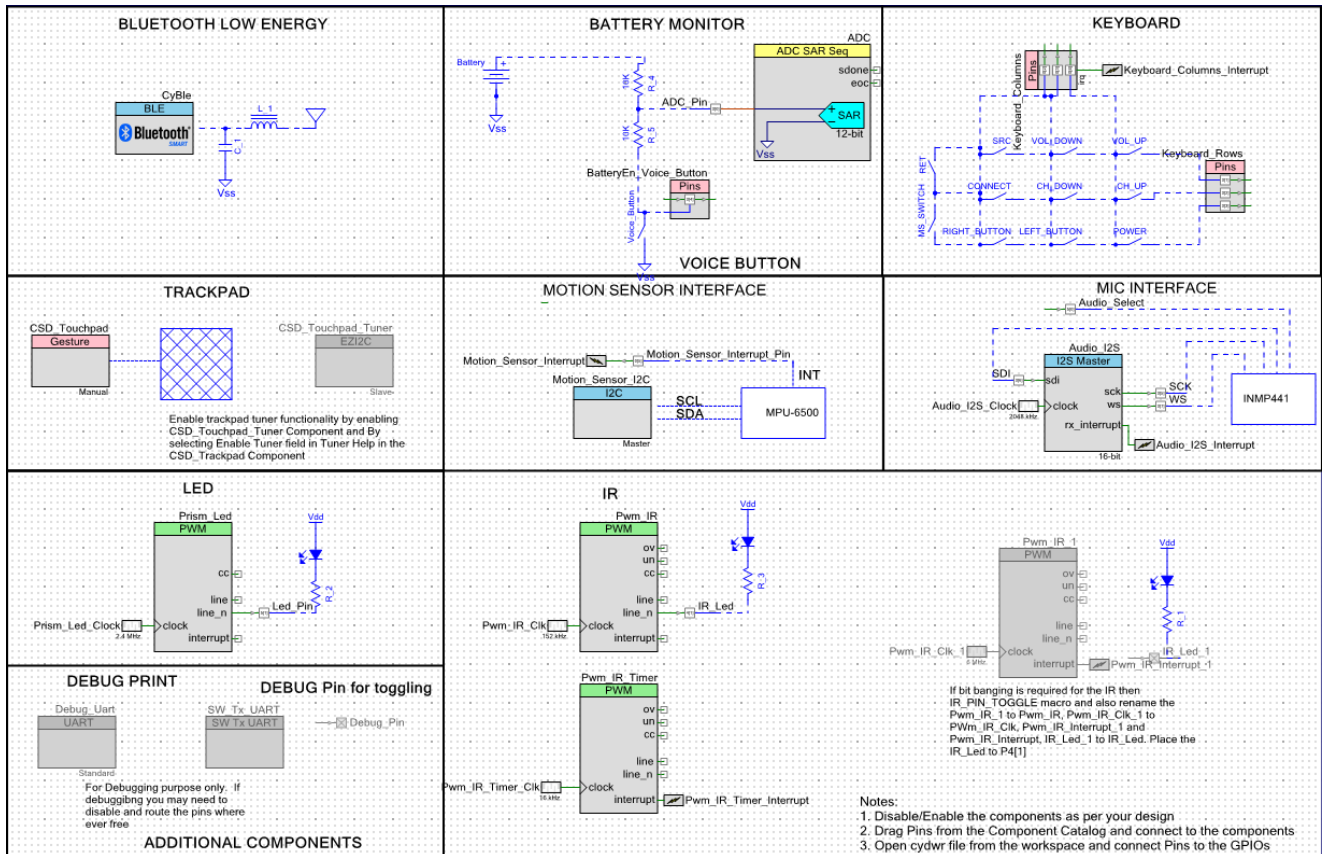 BLUETOOTH LOW ENERGY
CyBle
BLE
Bluetooth
SMART
L_1
C_1
Vss
BATTERY MONITOR
Battery
+
Vss
10K
R_4
10K
R_5
ADC_Pin
ADC
ADC SAR Seq
sdone
eoc
SAR
12-bit
Vss
BatteryEn_Voice_Button
Pins
Voice_Button
Vss
VOICE BUTTON
KEYBOARD
Keyboard_Columns
Pins
irq
Keyboard_Columns_Interrupt
SRC
VOL_DOWN
VOL_UP
Keyboard_Rows
Pins
RET
CONNECT
CH_DOWN
CH_UP
MS_SWITCH
RIGHT_BUTTON
LEFT_BUTTON
POWER
TRACKPAD
CSD_Touchpad
Gesture
Manual
CSD_Touchpad_Tuner
EZI2C
Slave
Enable trackpad tuner functionality by enabling
CSD_Touchpad_Tuner Component and By
selecting Enable Tuner field in Tuner Help in the
CSD_Trackpad Component
MOTION SENSOR INTERFACE
Motion_Sensor_Interrupt
Motion_Sensor_Interrupt_Pin
INT
Motion_Sensor_I2C
I2C
SCL
SDA
Master
MPU-6500
MIC INTERFACE
Audio_Select
Audio_I2S
I2S Master
SDI
sdi
sck
SCK
ws
WS
Audio_I2S_Clock
2048 kHz
clock
rx_interrupt
Audio_I2S_Interrupt
16-bit
INMP441
LED
Prism_Led
PWM
cc
line
line_n
Led_Pin
Prism_Led_Clock
2.4 MHz
clock
interrupt
Vdd
R_2
IR
Pwm_IR
PWM
ov
un
cc
line
line_n
IR_Led
Pwm_IR_Clk
152 kHz
clock
interrupt
Vdd
R_3
Pwm_IR_1
PWM
ov
un
cc
line
line_n
Pwm_IR_Clk_1
6 MHz
clock
interrupt
Pwm_IR_Interrupt_1
IR_Led_1
Vdd
R_1
If bit banging is required for the IR then
IR_PIN_TOGGLE macro and also rename the
Pwm_IR_1 to Pwm_IR, Pwm_IR_Clk_1 to
PWm_IR_Clk, Pwm_IR_Interrupt_1 and
Pwm_IR_Interrupt, IR_Led_1 to IR_Led. Place the
IR_Led to P4[1]
DEBUG PRINT
DEBUG Pin for toggling
Debug_Uart
UART
Standard
SW_Tx_UART
SW Tx UART
Debug_Pin
For Debugging purpose only. If
debuggibng you may need to
disable and route the pins where
ever free
ADDITIONAL COMPONENTS
Pwm_IR_Timer
PWM
ov
un
cc
line
line_n
Pwm_IR_Timer_Clk
16 kHz
clock
interrupt
Pwm_IR_Timer_Interrupt
Notes:
1. Disable/Enable the components as per your design
2. Drag Pins from the Component Catalog and connect to the components
3. Open cydwr file from the workspace and connect Pins to the GPIOs